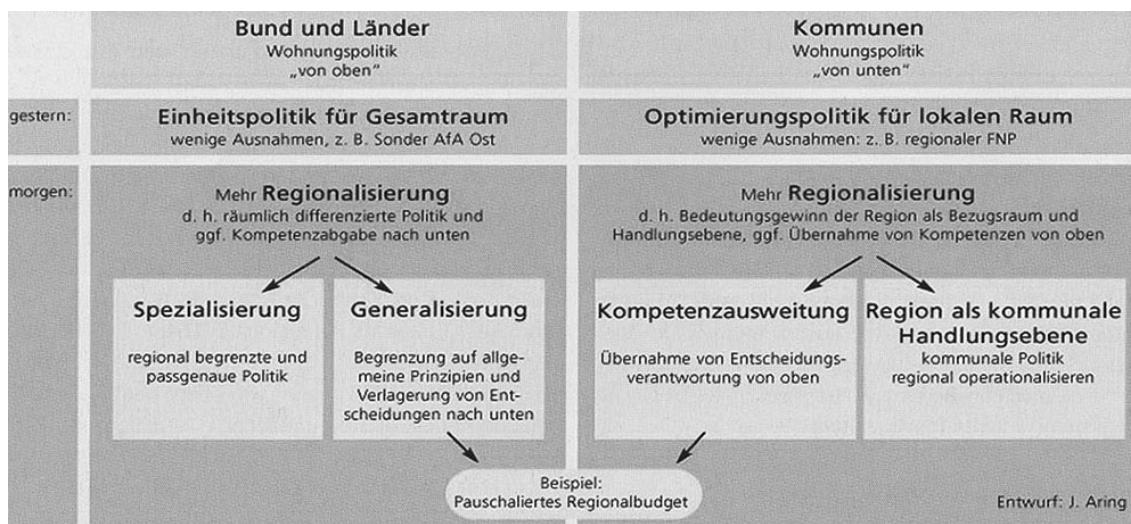 Bund und Länder
Wohnungspolitik
„von oben"
Kommunen
Wohnungspolitik
„von unten"
gestern:
Einheitspolitik für Gesamtraum
wenige Ausnahmen, z. B. Sonder AfA Ost
Optimierungspolitik für lokalen Raum
wenige Ausnahmen: z. B. regionaler FNP
morgen:
Mehr Regionalisierung
d. h. räumlich differenzierte Politik und
ggf. Kompetenzabgabe nach unten
Mehr Regionalisierung
d. h. Bedeutungsgewinn der Region als Bezugsraum und
Handlungsebene, ggf. Übernahme von Kompetenzen von oben
Spezialisierung
regional begrenzte und
passgenaue Politik
Generalisierung
Begrenzung auf allge-
meine Prinzipien und
Verlagerung von Ent-
scheidungen nach unten
Kompetenzausweitung
Übernahme von Entscheidungs-
verantwortung von oben
Region als kommunale
Handlungsebene
kommunale Politik
regional operationalisieren
Beispiel:
Pauschaliertes Regionalbudget
Entwurf: J. Aring